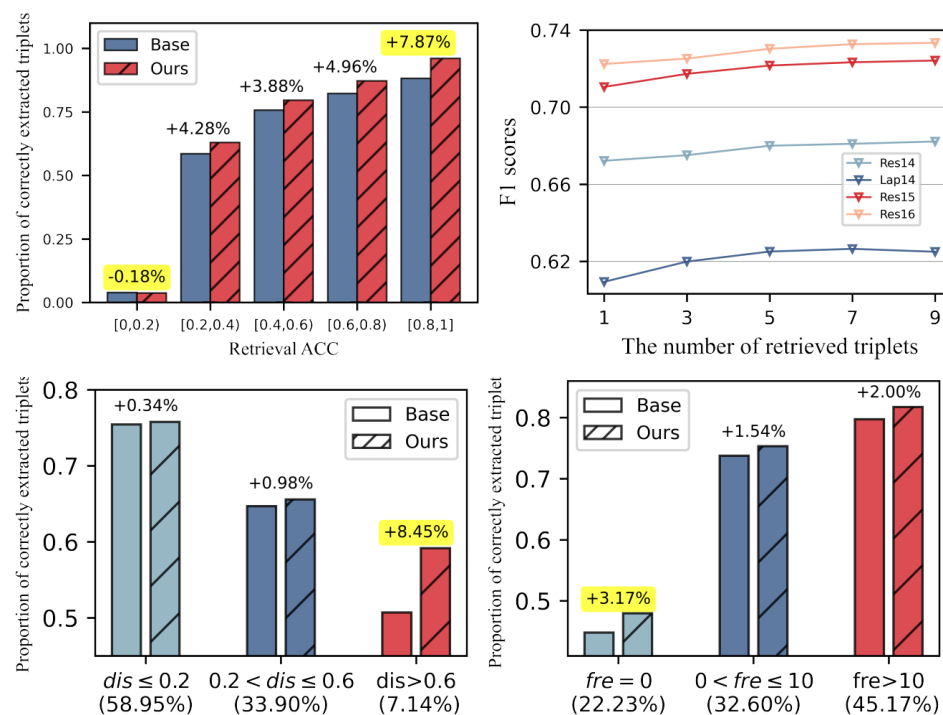 Proportion of correctly extracted triplets
1.00
0.75
0.50
0.25
0.00
Base
Ours
-0.18%
+4.28%
+3.88%
+4.96%
+7.87%
[0,0.2)
[0.2,0.4)
[0.4,0.6)
[0.6,0.8)
[0.8,1]
Retrieval ACC
F1 scores
0.74
0.70
0.66
0.62
Res14
Lap14
Res15
Res16
1
3
5
7
9
The number of retrieved triplets
Proportion of correctly extracted triplets
0.8
0.7
0.6
0.5
Base
Ours
+0.34%
+0.98%
+8.45%
dis ≤ 0.2
(58.95%)
0.2 < dis ≤ 0.6
(33.90%)
dis>0.6
(7.14%)
Proportion of correctly extracted triplet
0.8
0.7
0.6
0.5
Base
Ours
+3.17%
+1.54%
+2.00%
fre = 0
(22.23%)
0 < fre ≤ 10
(32.60%)
fre>10
(45.17%)